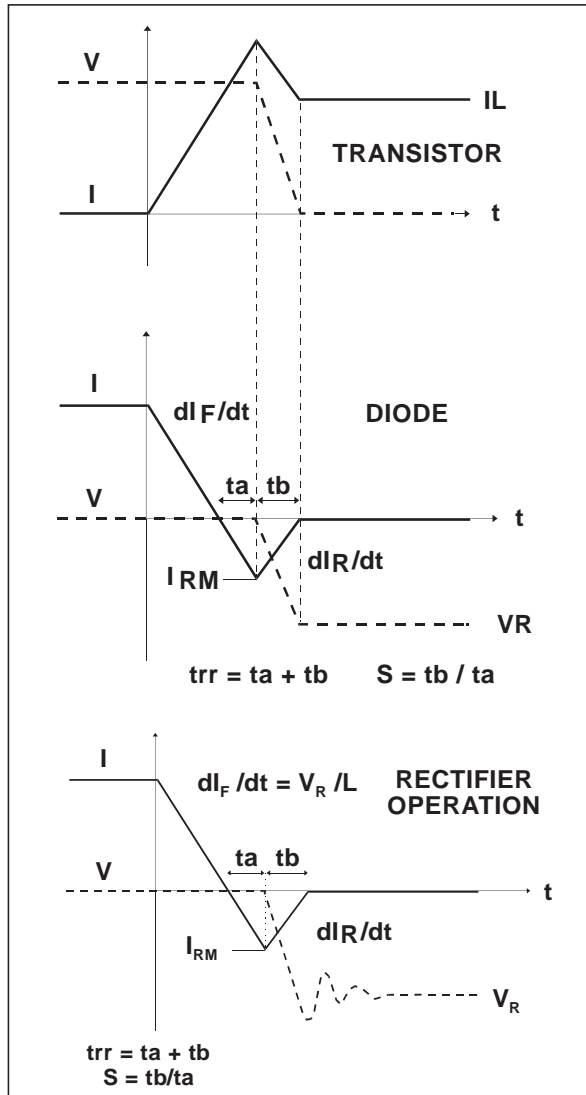 V
IL
TRANSISTOR
I
t
I
dIF/dt
DIODE
ta tb
V
t
IRM
dIR/dt
VR
trr = ta + tb S = tb / ta
I
dIF/dt = VR/L
RECTIFIER
OPERATION
ta tb
V
t
IRM
dIR/dt
VR
trr = ta + tb
S = tb/ta